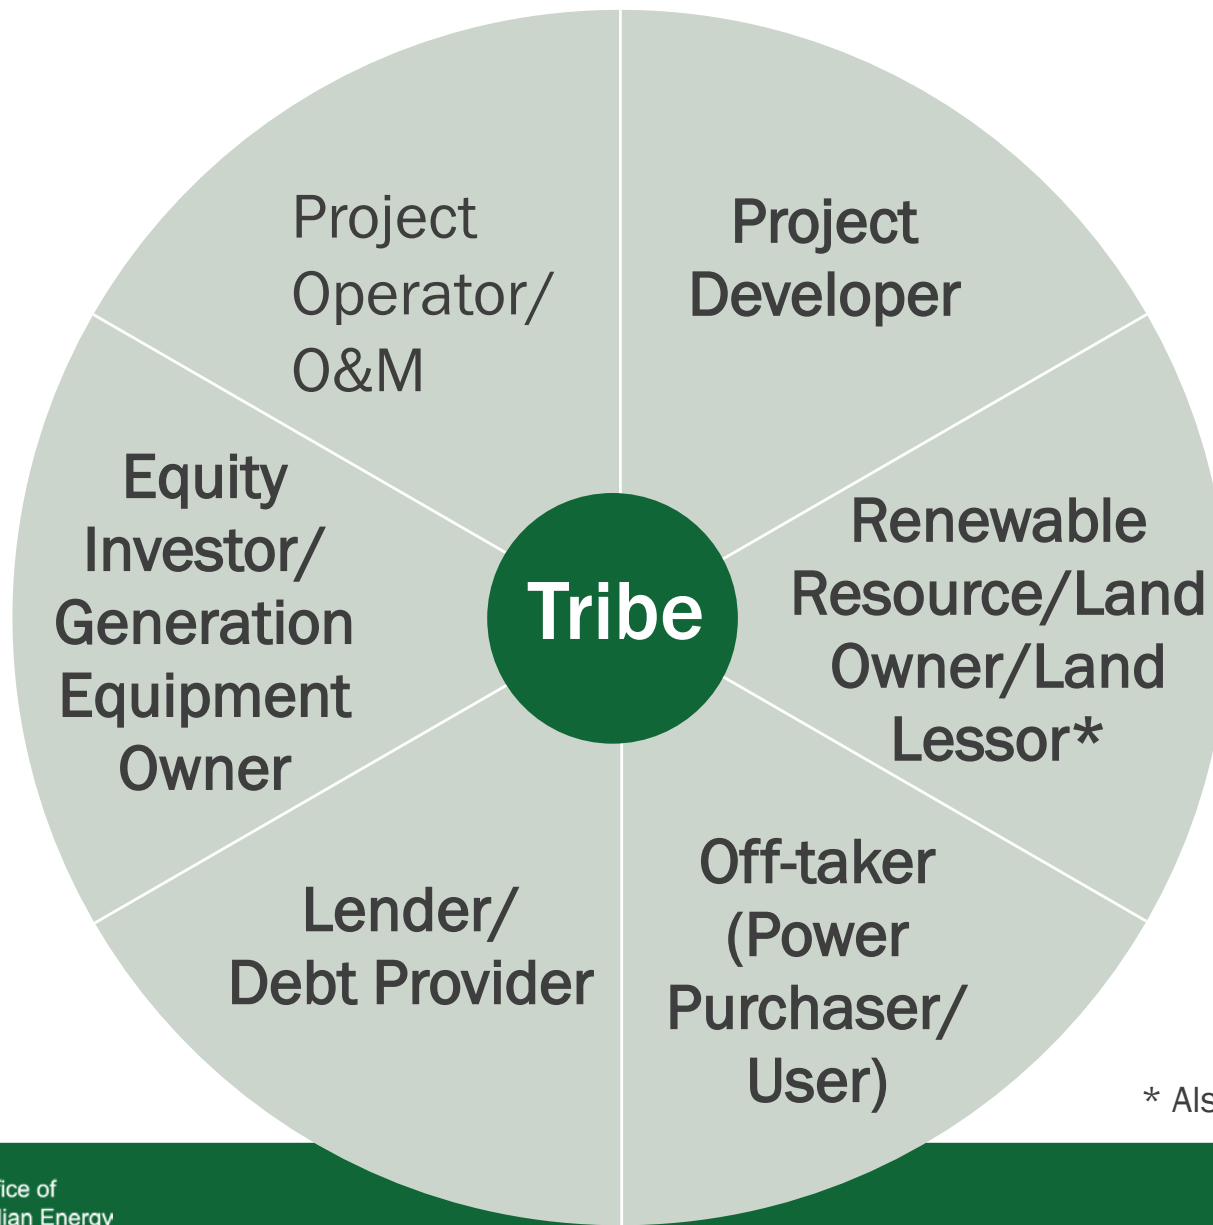 Project
Operator/
O&M
Project
Developer
Equity
Investor/
Generation
Equipment
Owner
Tribe
Renewable
Resource/Land
Owner/Land
Lessor*
Lender/
Debt Provider
Off-taker
(Power
Purchaser/
User)
* Als
ice of
lian Energy